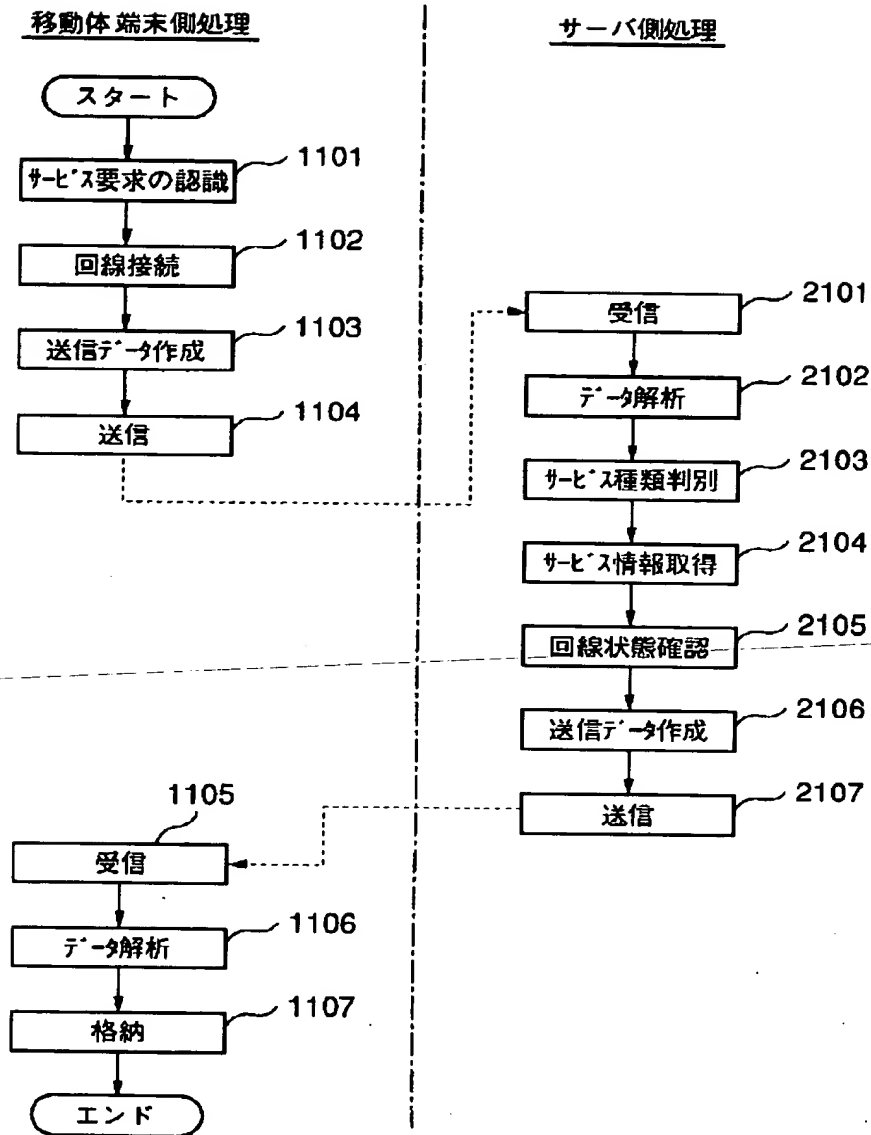 移動体端末側処理
スタート
1101
サービス要求の認識
1102
回線接続
1103
送信データ作成
1104
送信
サーバ側処理
2101
受信
2102
データ解析
2103
サービス種類判別
2104
サービス情報取得
2105
回線状態確認
2106
送信データ作成
2107
送信
1105
受信
1106
データ解析
1107
格納
エンド